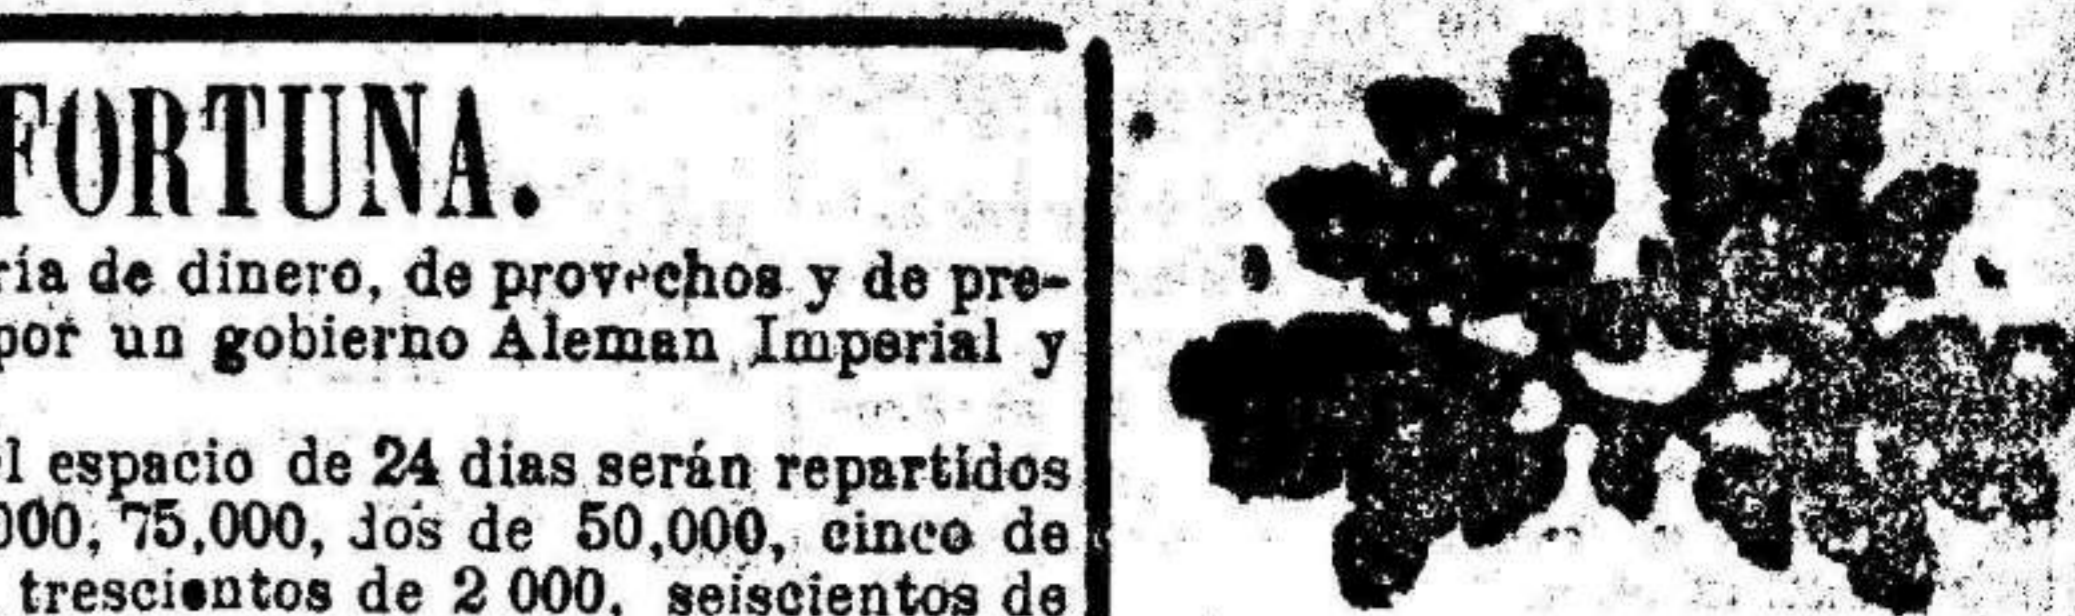 FORTUNA.
ría de dinero, de provechos y de pre-
por un gobierno Aleman Imperial y
el espacio de 24 dias serán repartidos
000, 75,000, dos de 50,000, cinco de
trescientos de 2 000, seiscientos de